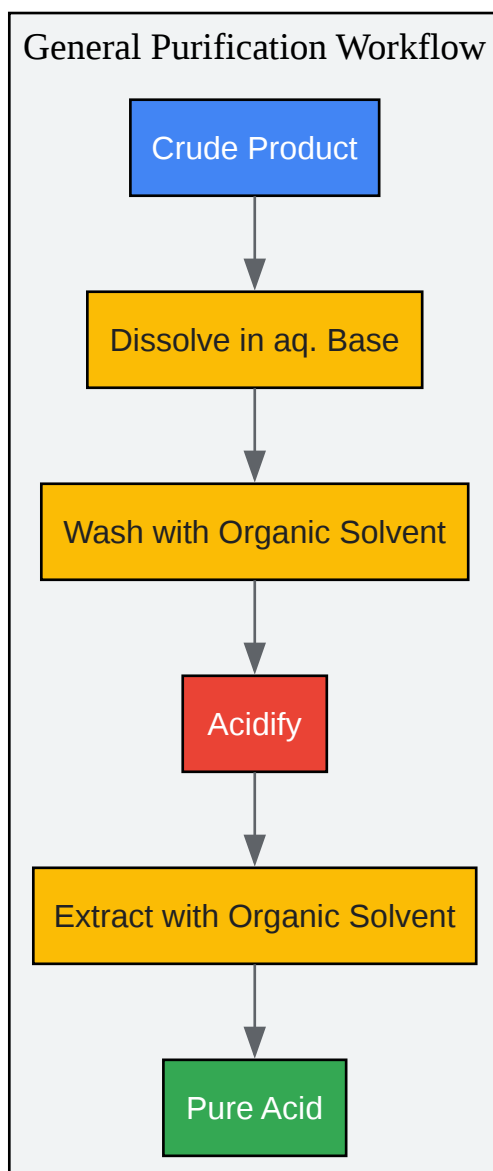 General Purification Workflow
Crude Product
Dissolve in aq. Base
Wash with Organic Solvent
Acidify
Extract with Organic Solvent
Pure Acid